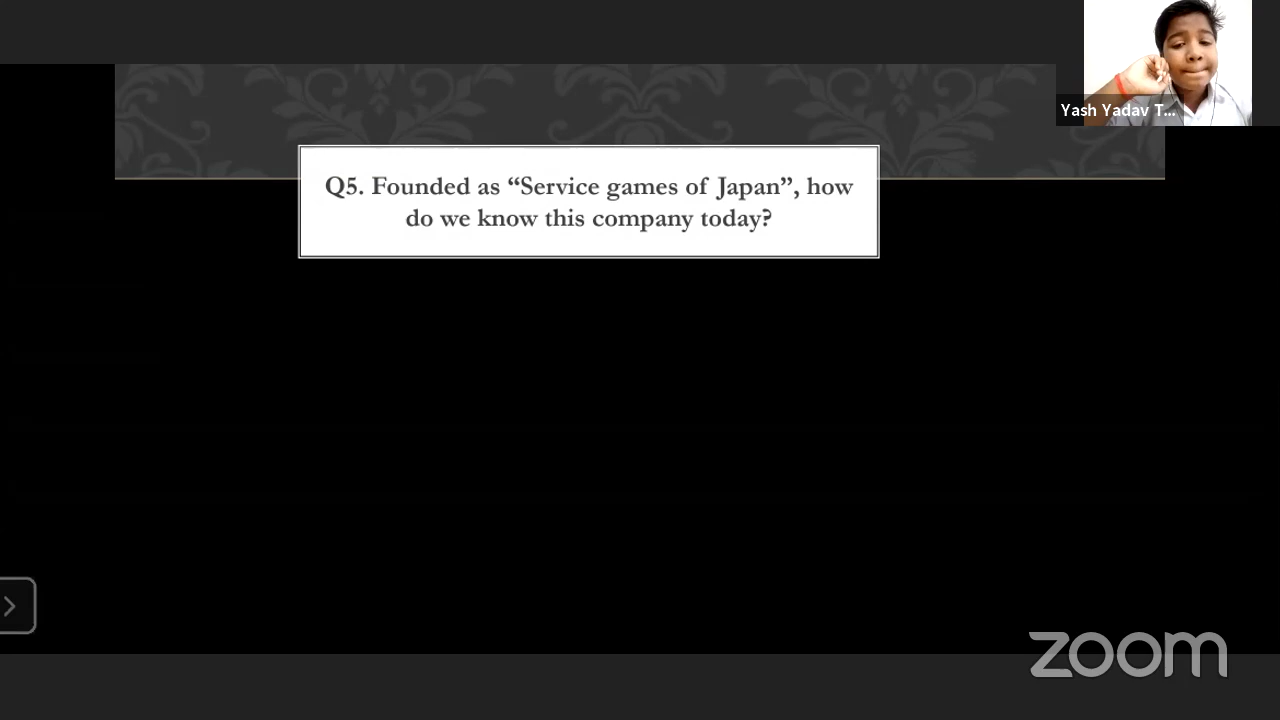 Yash Yadav T...
Q5. Founded as “Service games of Japan”, how
do we know this company today?
zoom